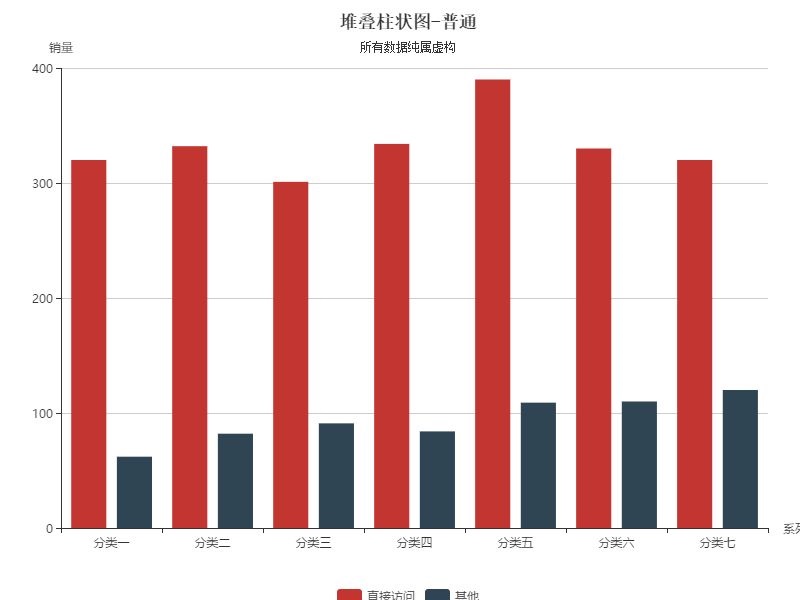 堆叠柱状图-普通
所有数据纯属虚构
销量
400
300
200
100
0
分类一 分类二 分类三 分类四 分类五 分类六 分类七
系列
直接访问 其他